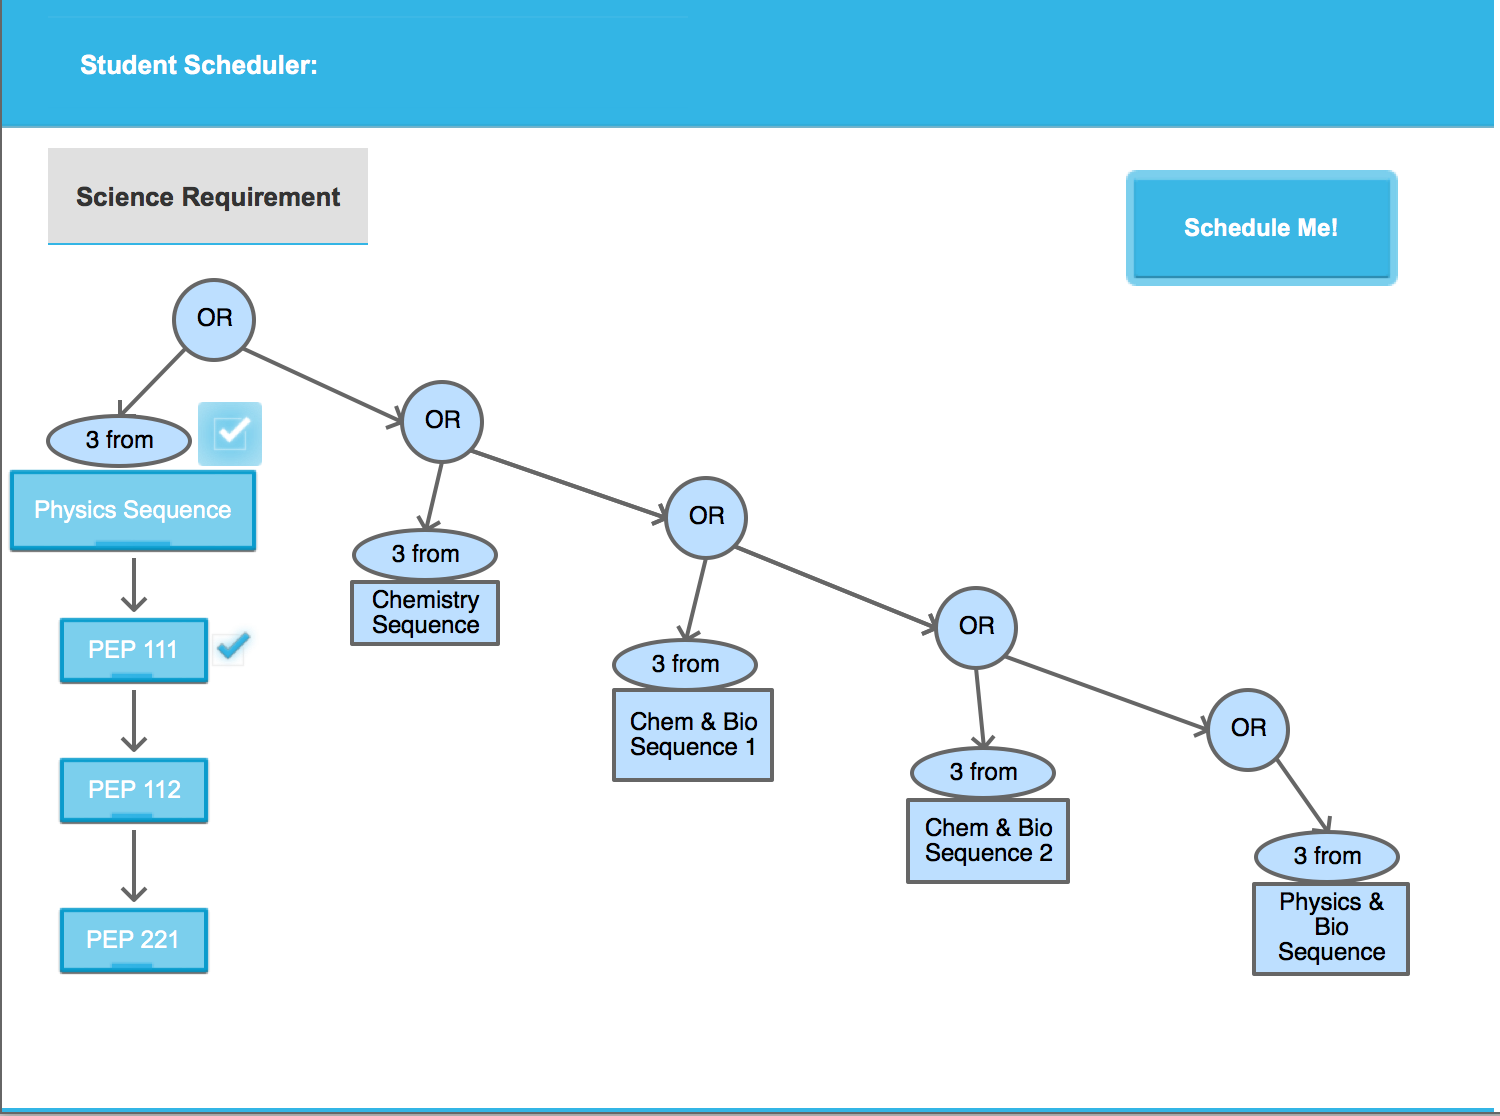 Student Scheduler:
Science Requirement
Schedule Me!
OR
OR
3 from
Physics Sequence
OR
3 from
Chemistry
Sequence
OR
PEP 111
3 from
Chem & Bio
Sequence 1
OR
3 from
PEP 112
Chem & Bio
Sequence 2
3 from
Physics &
Bio
Sequence
PEP 221